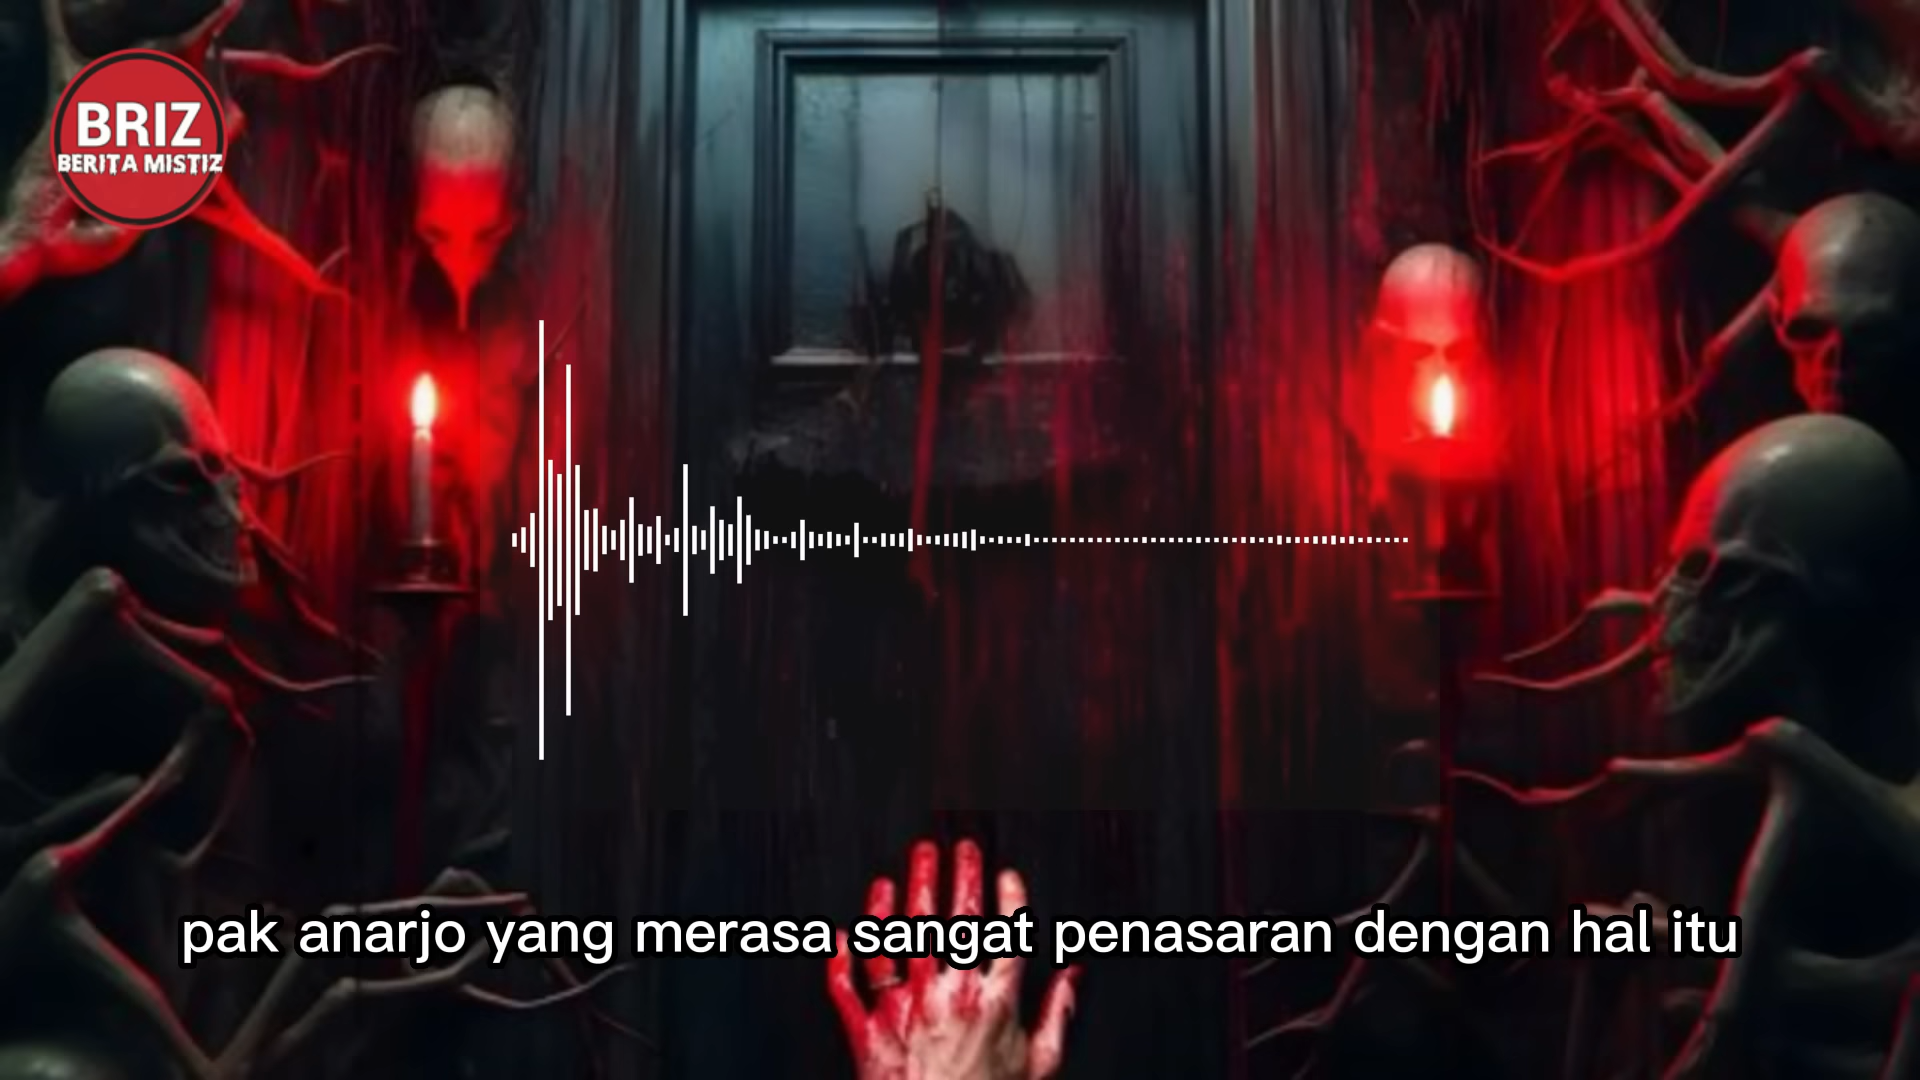 BRIZ
BERITA MISTIZ
pak anarjo yang merasa sangat penasaran dengan hal itu